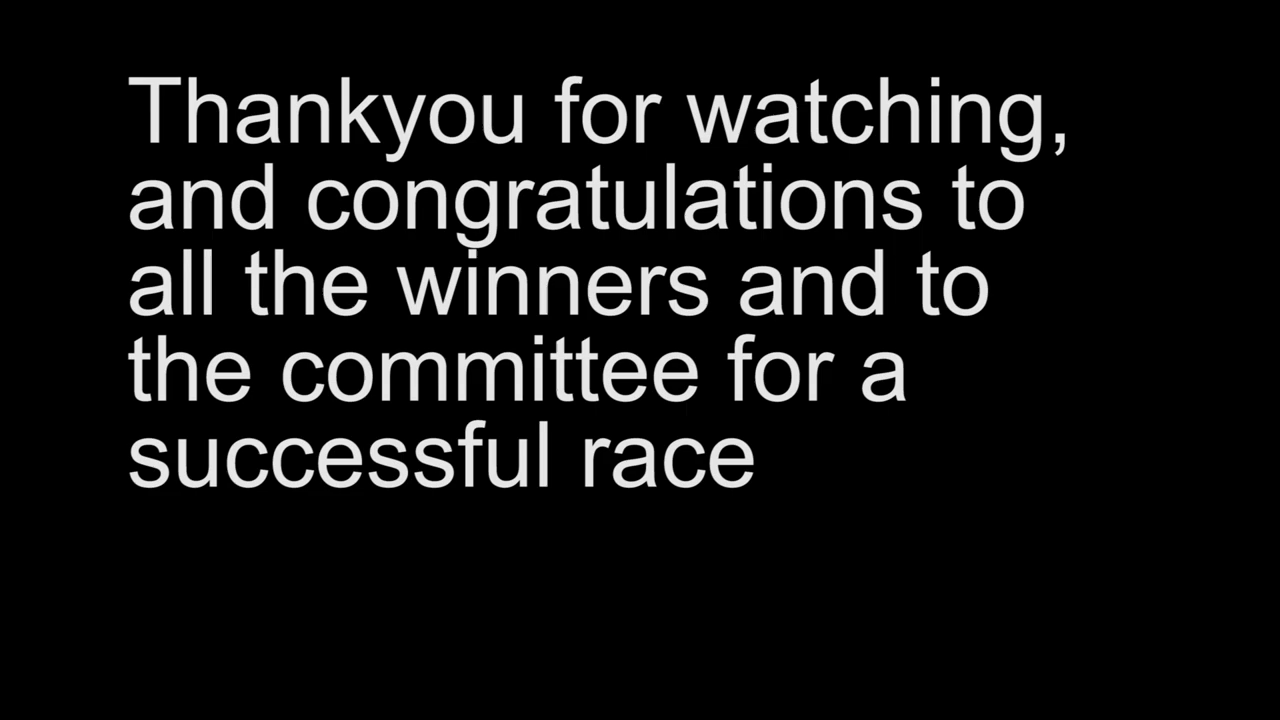 Thankyou for watching,
and congratulations to
all the winners and to
the committee for a
successful race